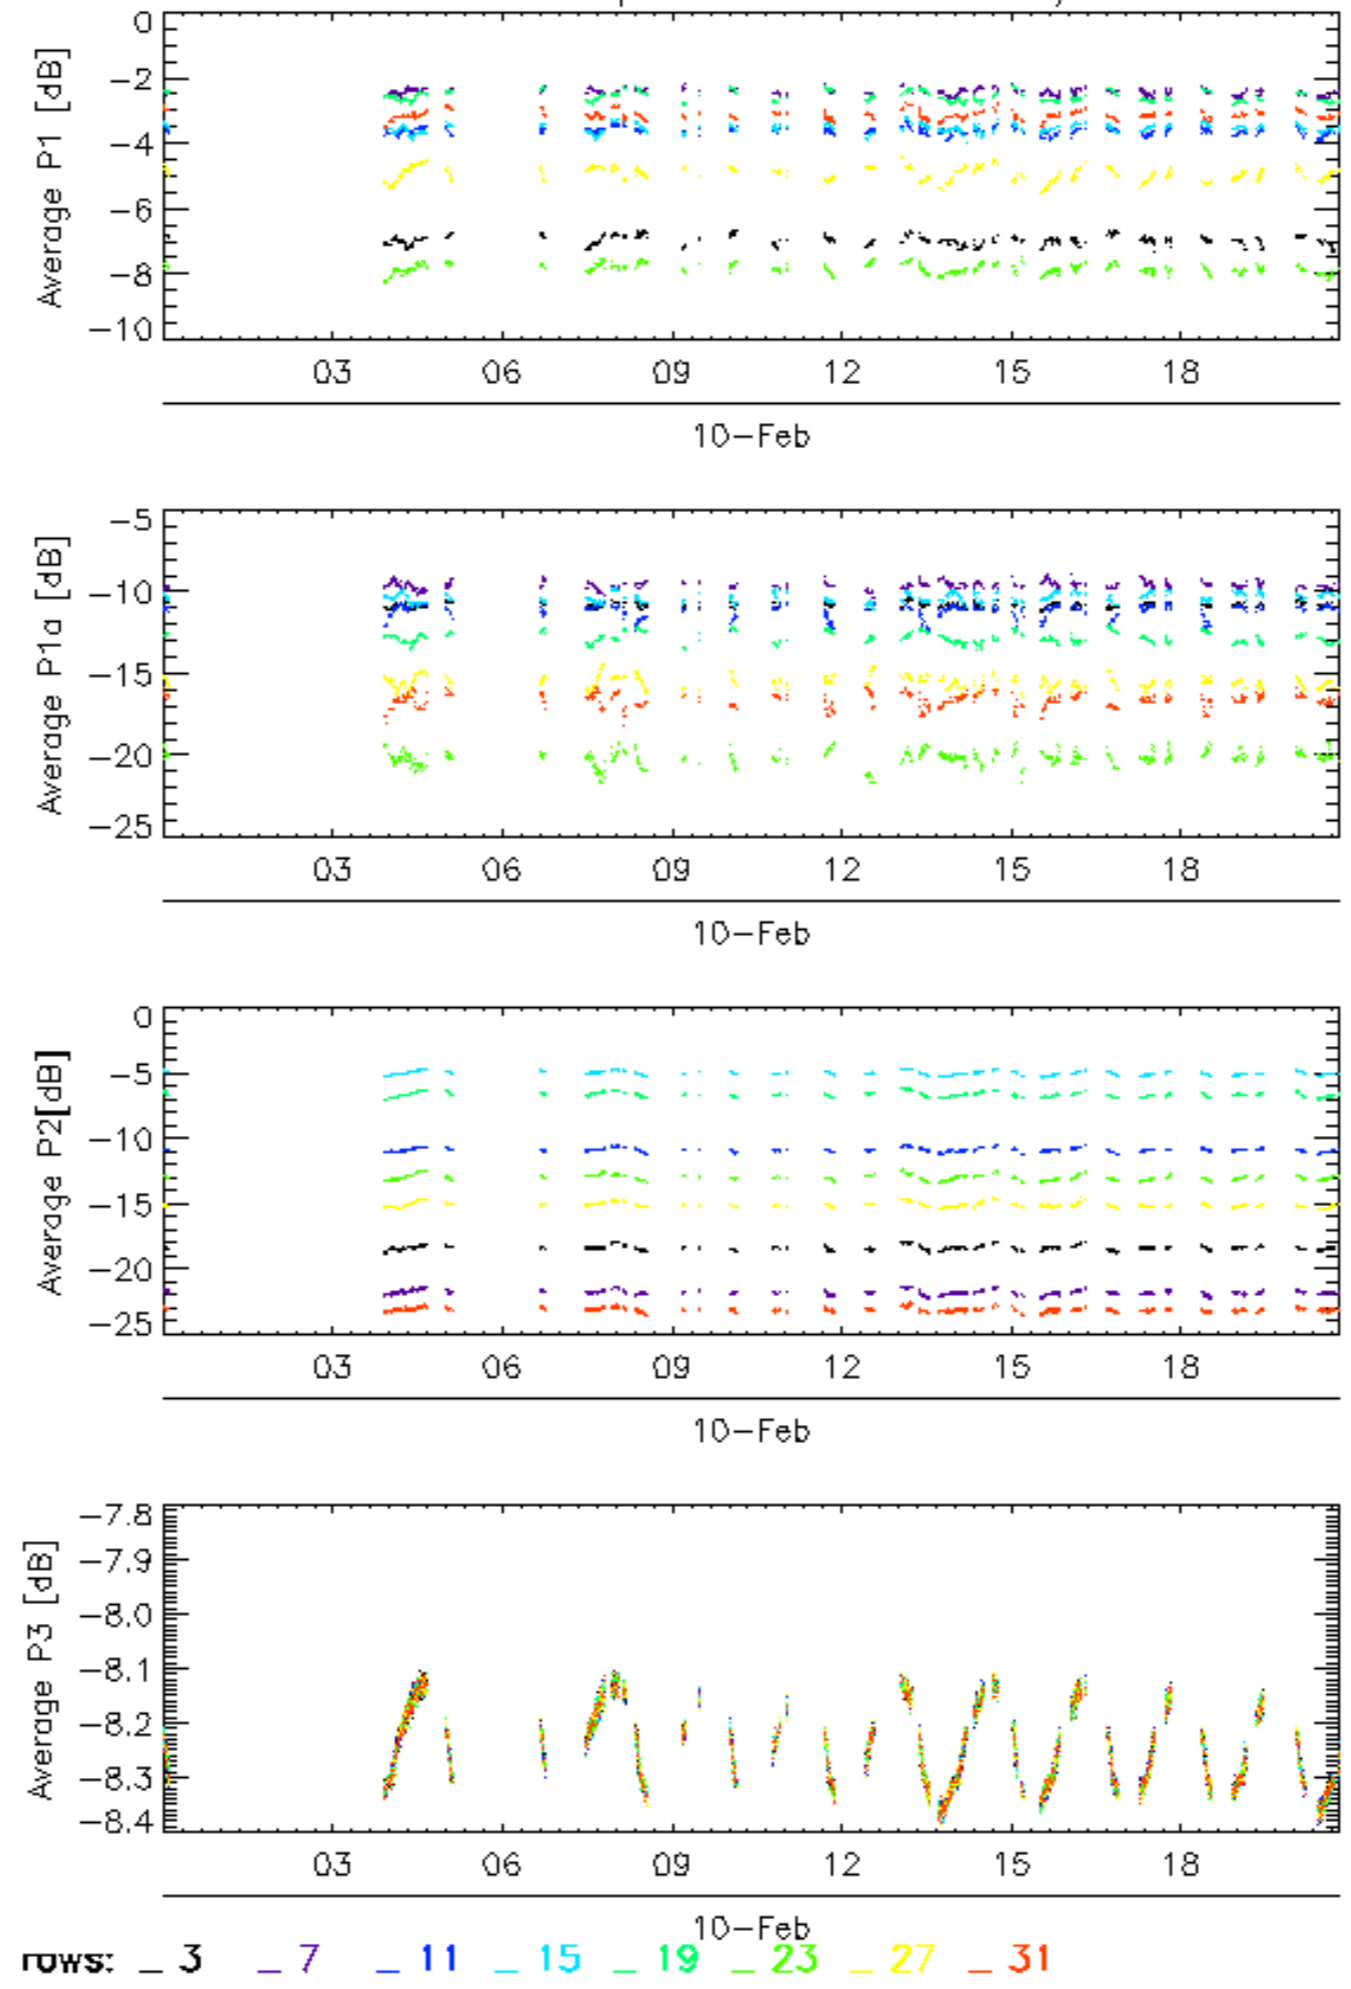 Average P1 [dB]
0
−2
−4
−6
−8
−10
03 06 09 12 15 18
10−Feb
Average P1a [dB]
−5
−10
−15
−20
−25
03 06 09 12 15 18
10−Feb
Average P2[dB]
0
−5
−10
−15
−20
−25
03 06 09 12 15 18
10−Feb
Average P3 [dB]
−7.8
−7.9
−8.0
−8.1
−8.2
−8.3
−8.4
03 06 09 12 15 18
10−Feb
rows: _ 3 _ 7 _ 11 _ 15 _ 19 _ 23 _ 27 _ 31